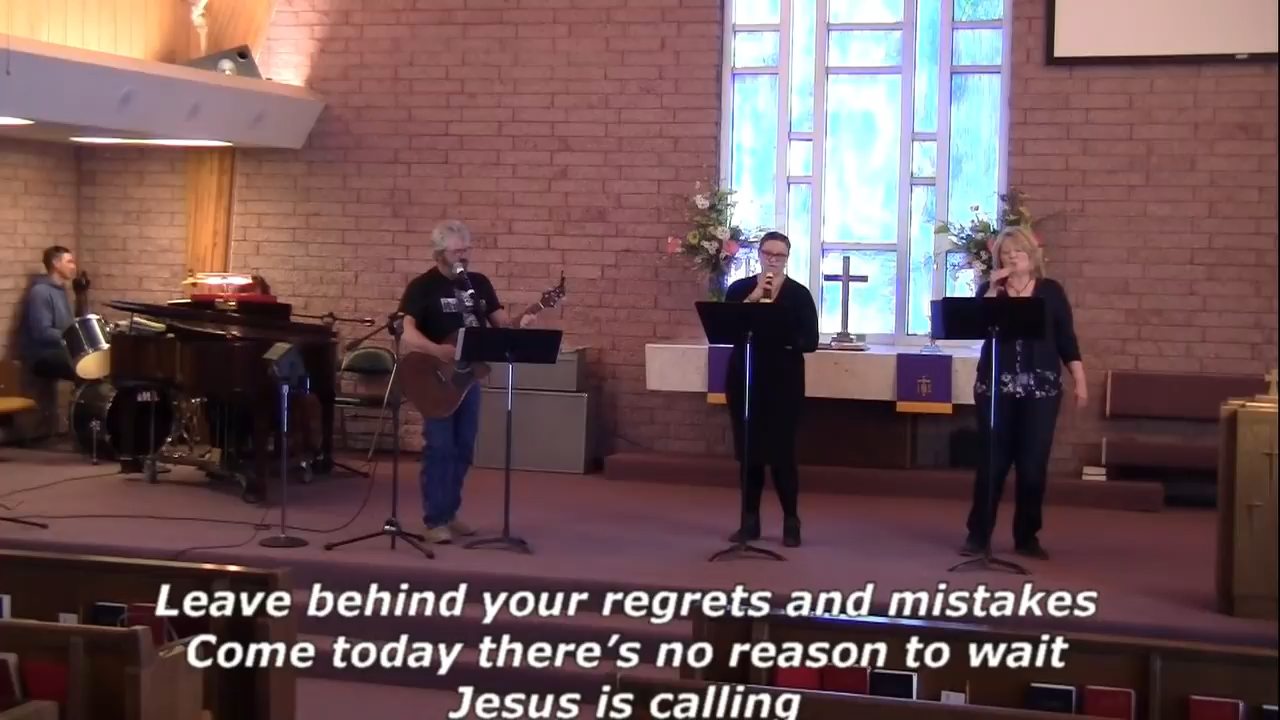 Leave behind your regrets and mistakes
Come today there's no reason to wait
Jesus is calling